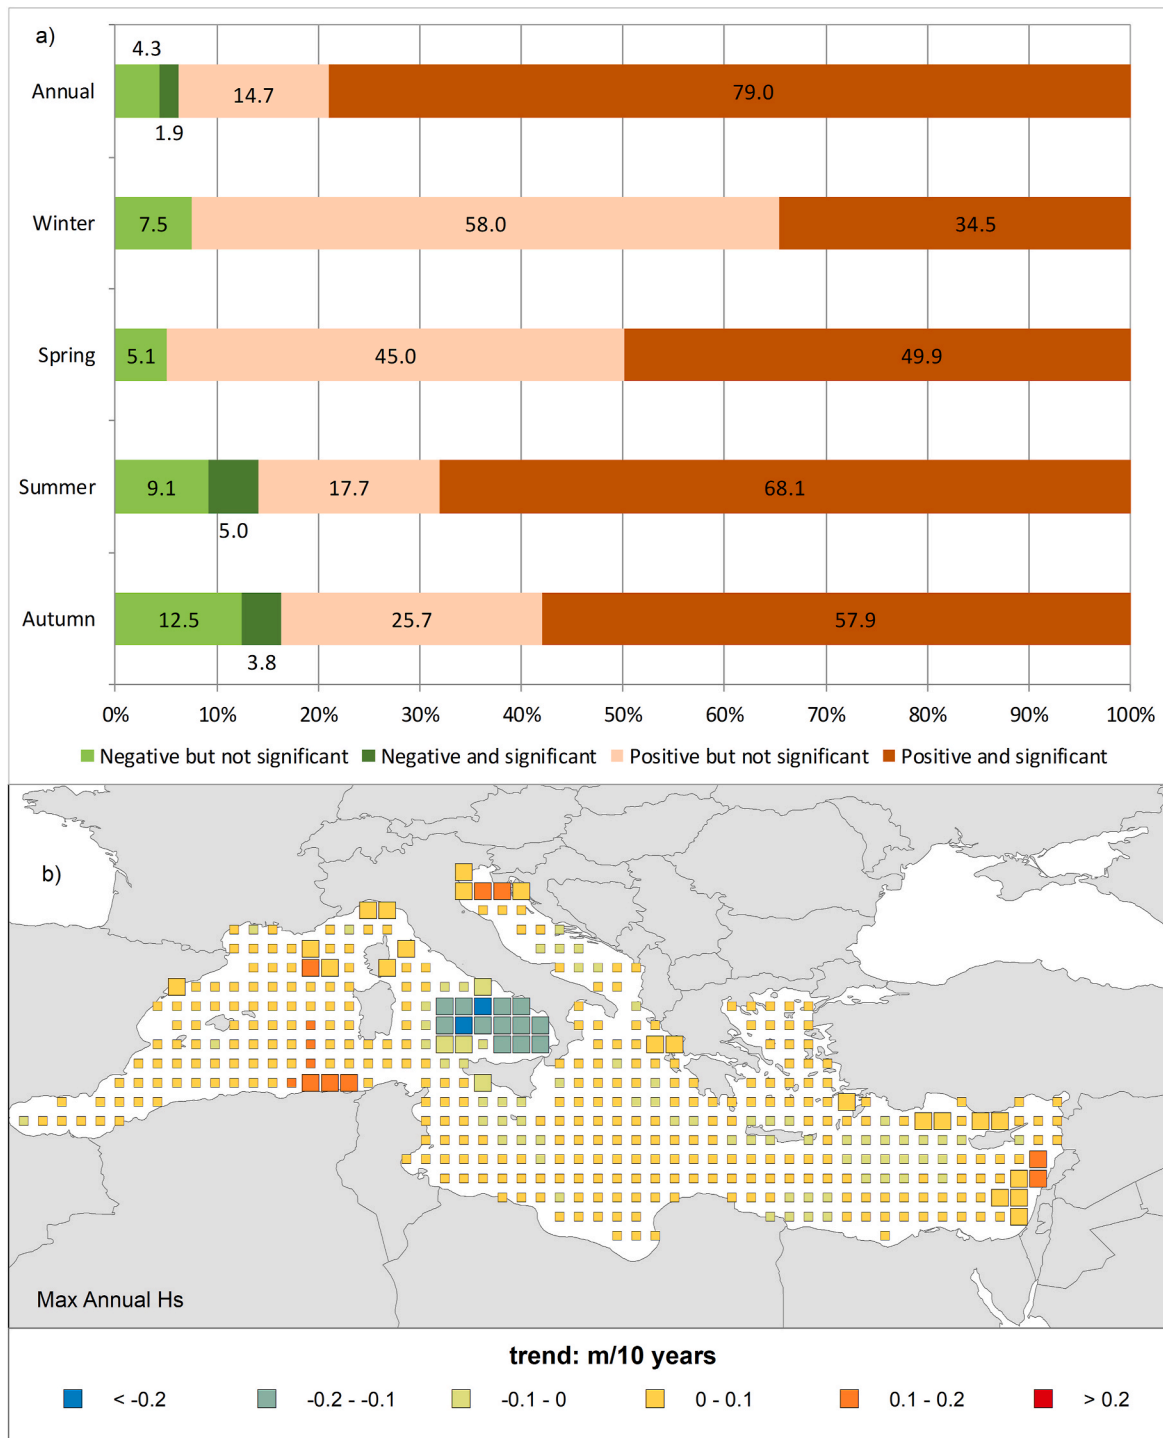 a)
4.3
Annual
14.7
79.0
1.9
Winter
7.5
58.0
34.5
Spring
5.1
45.0
49.9
Summer
9.1
17.7
68.1
5.0
Autumn
12.5
25.7
57.9
3.8
0% 10% 20% 30% 40% 50% 60% 70% 80% 90% 100%
Negative but not significant Negative and significant Positive but not significant Positive and significant
b)
Max Annual Hs
trend: m/10 years
< -0.2 -0.2 - -0.1 -0.1 - 0 0 - 0.1 0.1 - 0.2 > 0.2